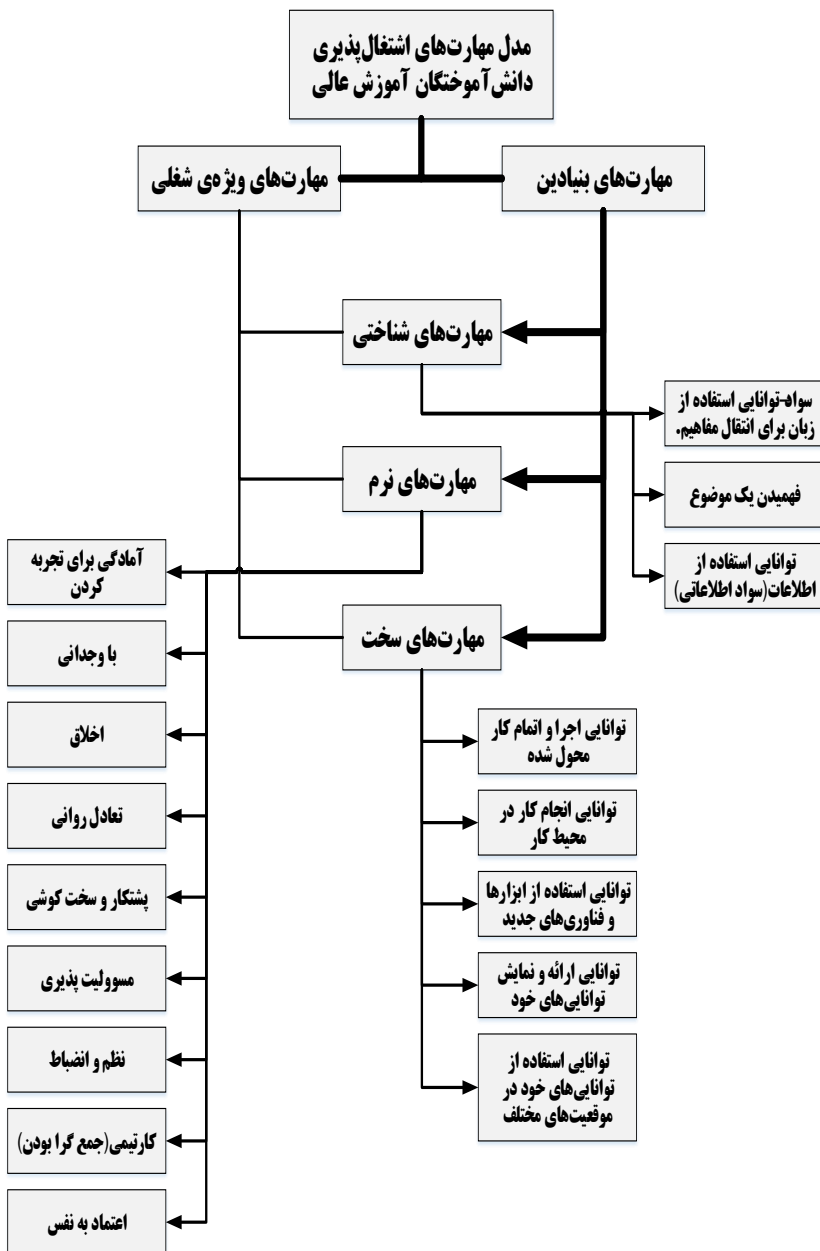 مدل مهارت‌های اشتغال‌پذیری
دانش‌آموختگان آموزش عالی
مهارت‌های بنیادین
مهارت‌های ویژه‌ی شغلی
مهارت‌های شناختی
سواد-توانایی استفاده از
زبان برای انتقال مفاهیم.
فهمیدن یک موضوع
توانایی استفاده از
اطلاعات(سواد اطلاعاتی)
مهارت‌های نرم
آمادگی برای تجربه
کردن
با وجدانی
اخلاق
تعادل روانی
پشتکار و سخت کوشی
مسوولیت پذیری
نظم و انضباط
کارتیمی(جمع گرا بودن)
اعتماد به نفس
مهارت‌های سخت
توانایی اجرا و اتمام کار
محول شده
توانایی انجام کار در
محیط کار
توانایی استفاده از ابزارها
و فناوری‌های جدید
توانایی ارائه و نمایش
توانایی‌های خود
توانایی استفاده از
توانایی‌های خود در
موقعیت‌های مختلف